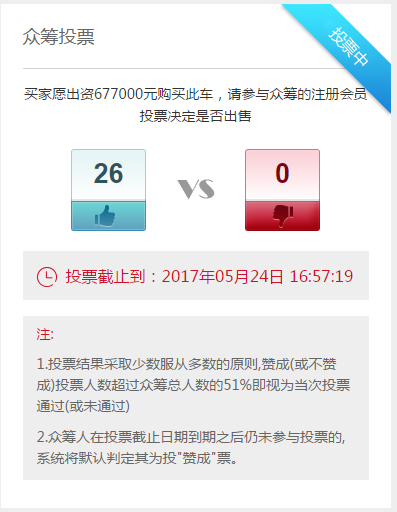 众筹投票
投票中
买家愿出资677000元购买此车，请参与众筹的注册会员
投票决定是否出售
26
VS
0
投票截止到：2017年05月24日 16:57:19
注:
1.投票结果采取少数服从多数的原则,赞成(或不赞
成)投票人数超过众筹总人数的51%即视为当次投票
通过(或未通过)
2.众筹人在投票截止日期到期之后仍未参与投票的,
系统将默认判定其为投"赞成"票。